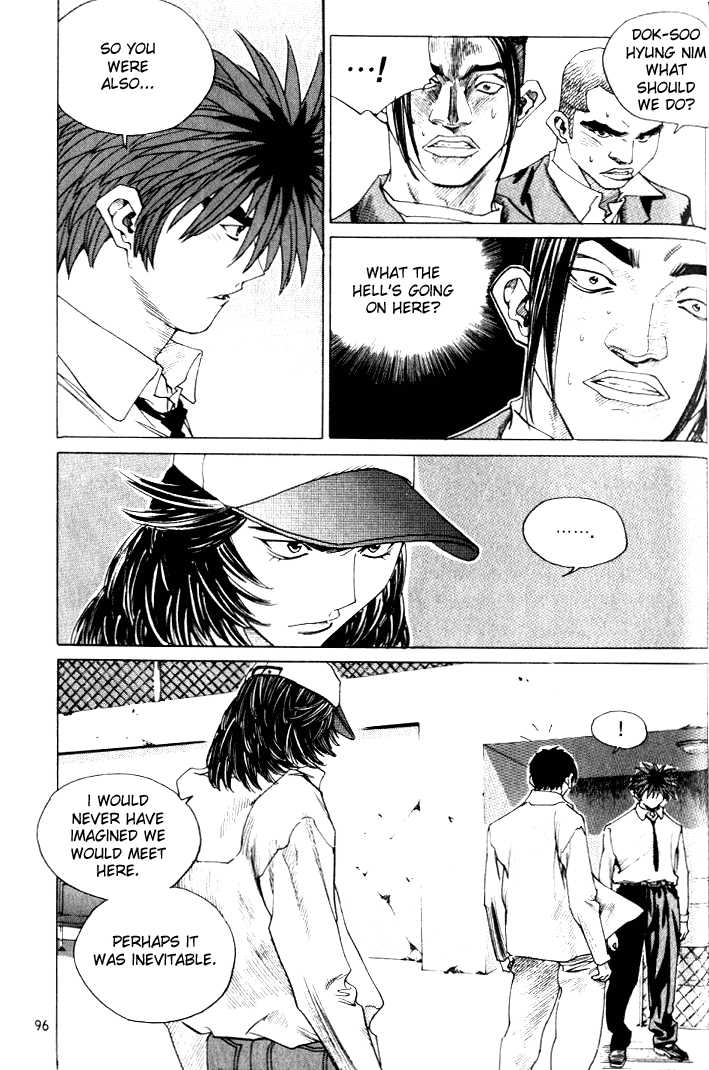 SO YOU
WERE
ALSO...
...!
DOK-SOO
HYUNG NIM
WHAT
SHOULD
WE DO?
WHAT THE
HELL'S GOING
ON HERE?
.......
!
I WOULD
NEVER HAVE
IMAGINED WE
WOULD MEET
HERE.
PERHAPS IT
WAS INEVITABLE.
96